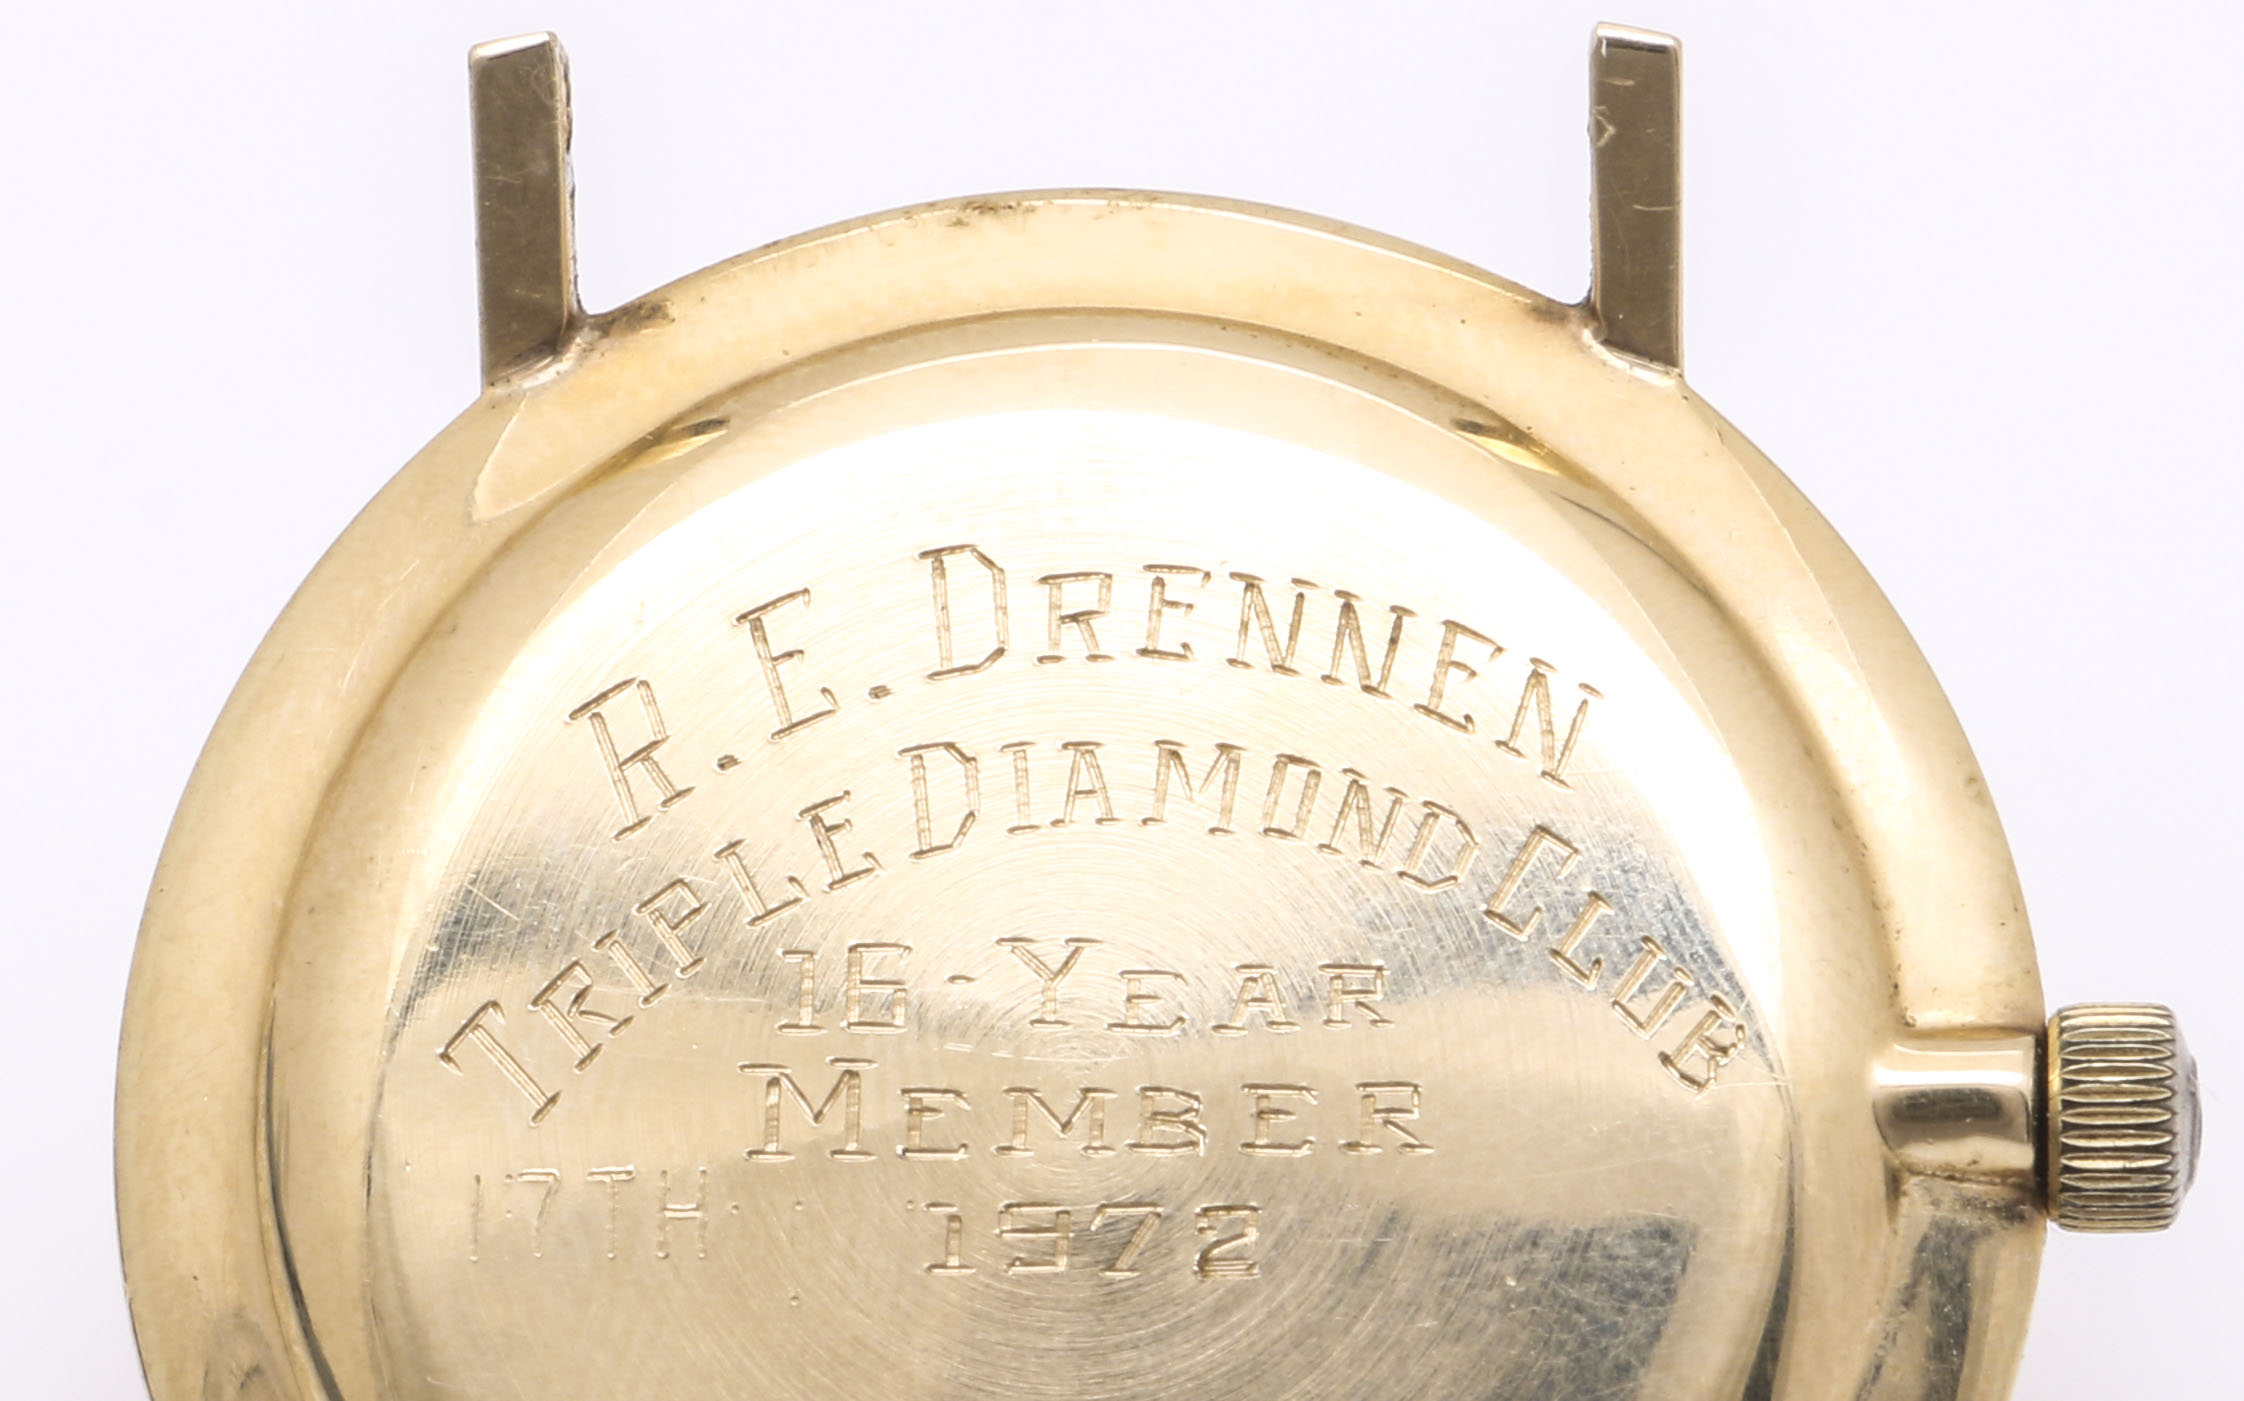 R. E. DRENNEN
TRIPLE DIAMOND CLUB
16-YEAR
MEMBER
17TH 1972